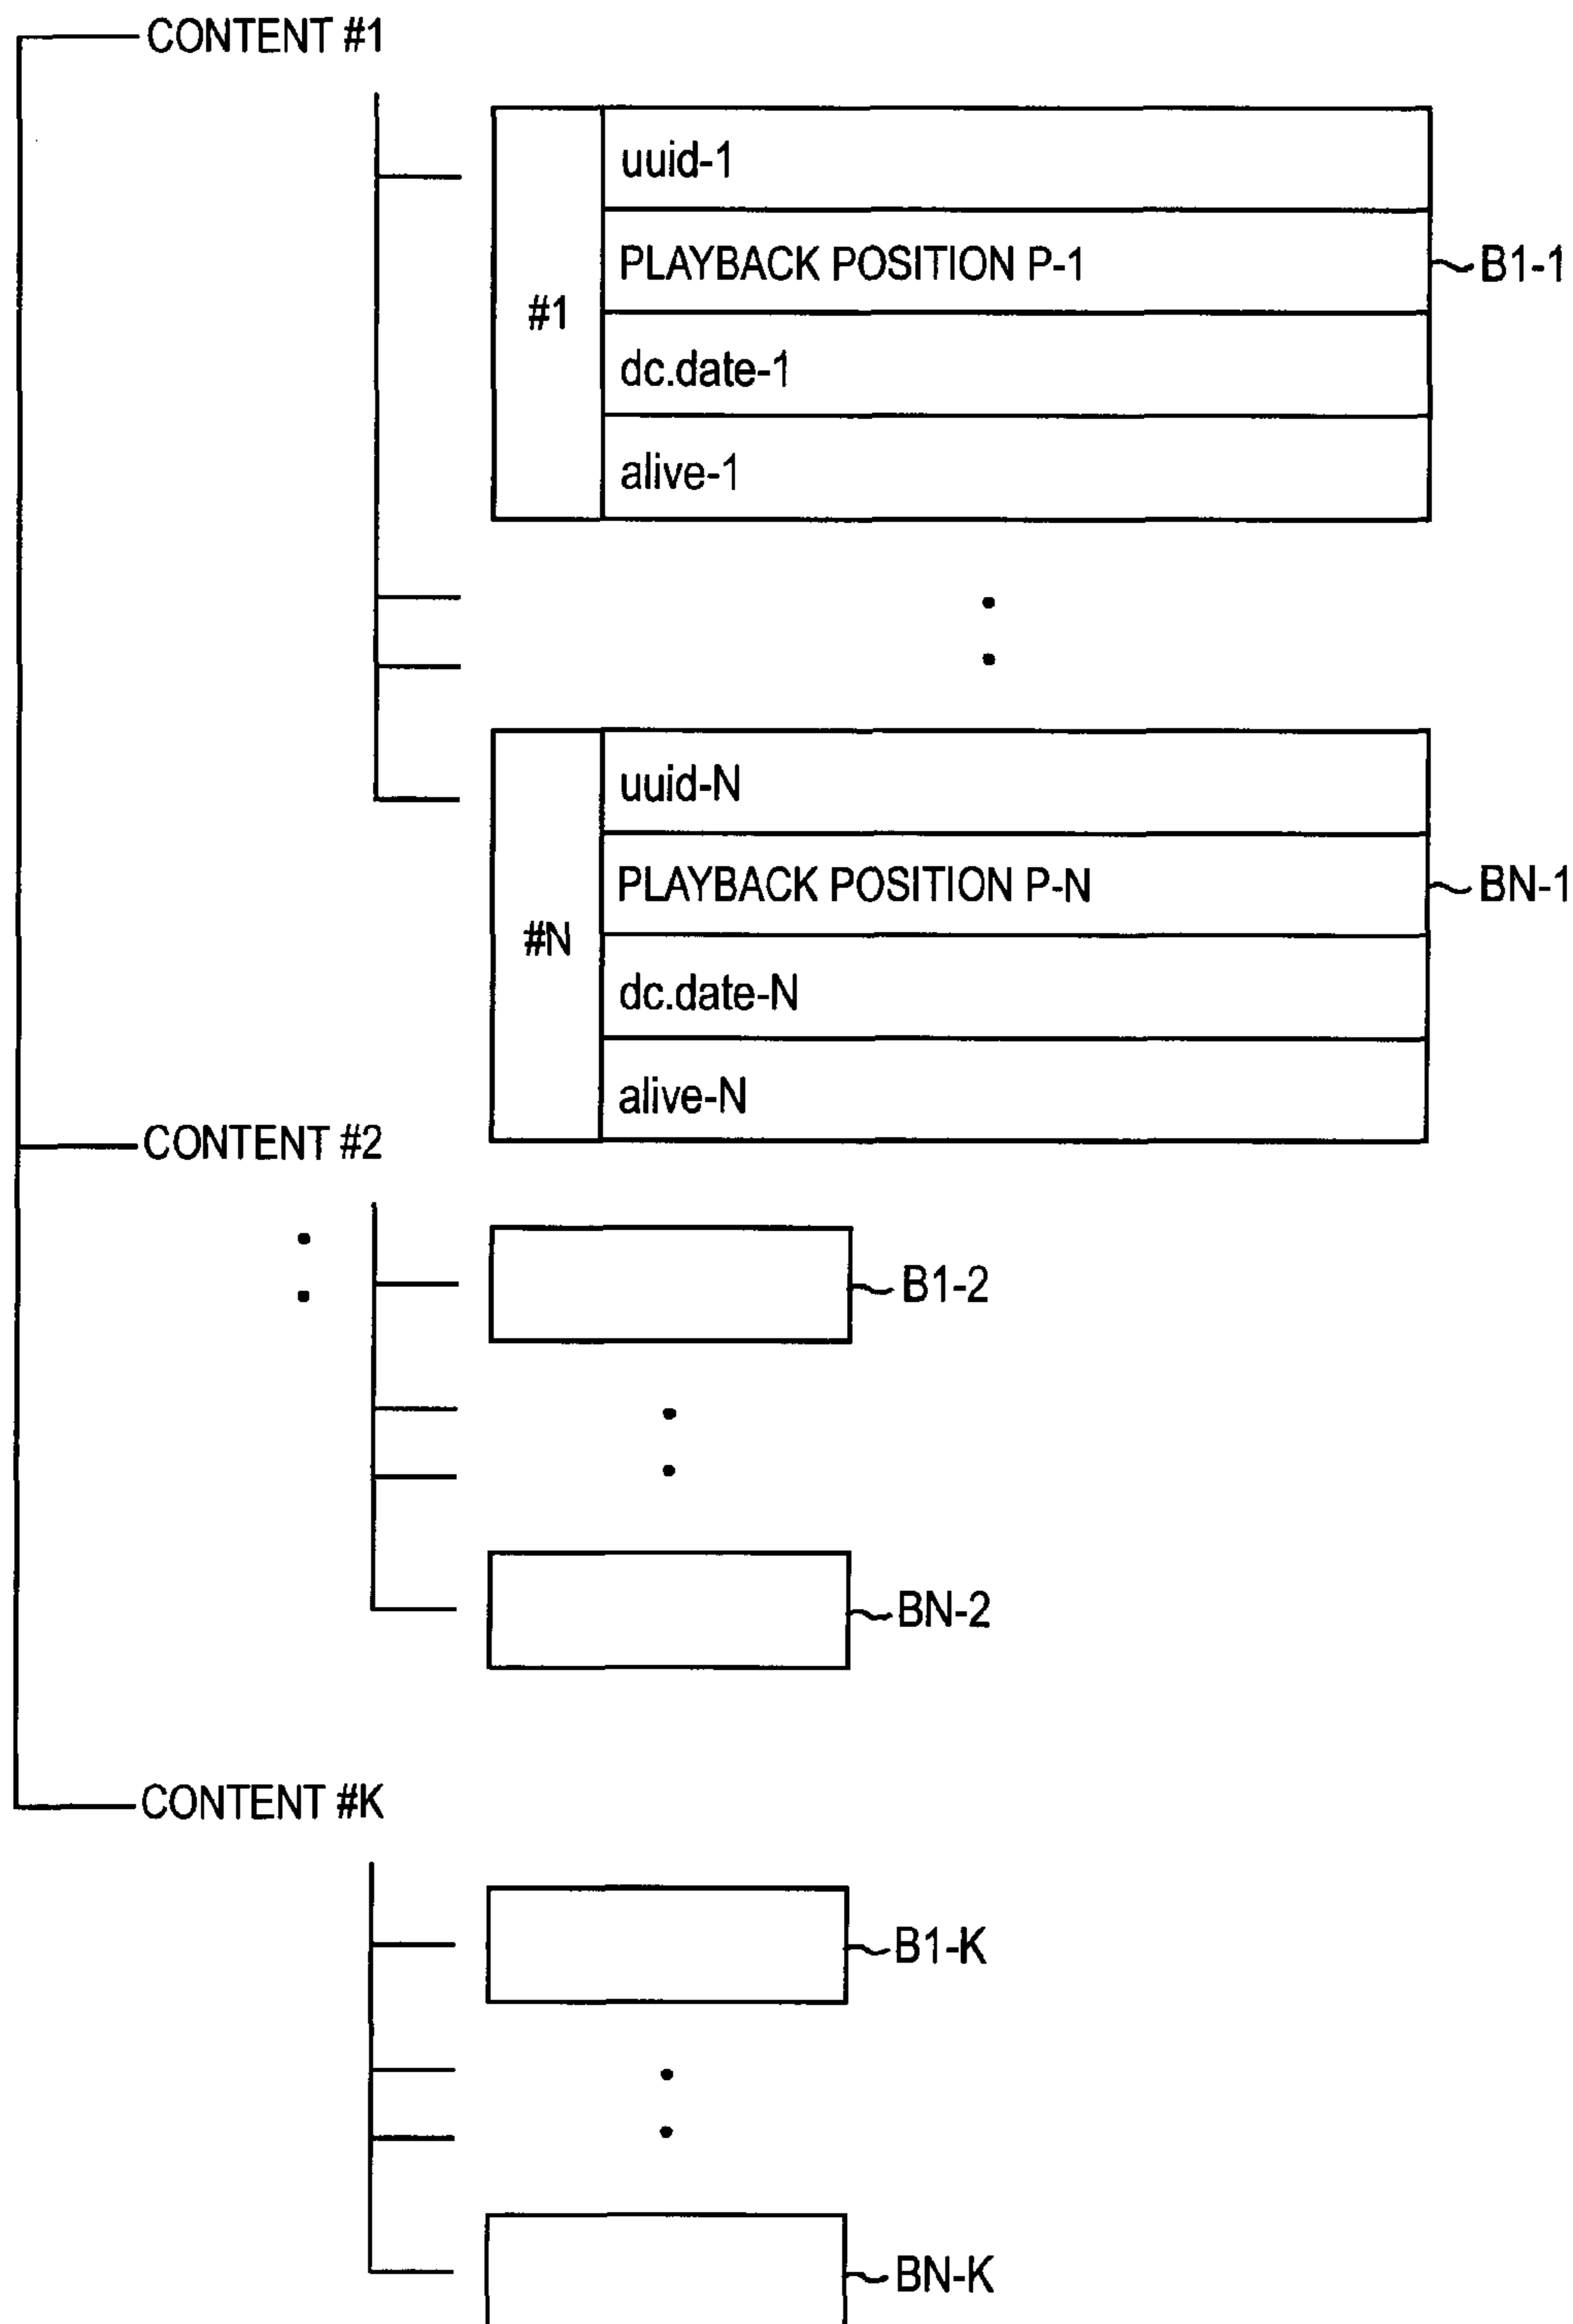 CONTENT #1
#1
uuid-1
PLAYBACK POSITION P-1
dc.date-1
alive-1
B1-1
#N
uuid-N
PLAYBACK POSITION P-N
dc.date-N
alive-N
BN-1
CONTENT #2
B1-2
BN-2
CONTENT #K
B1-K
BN-K